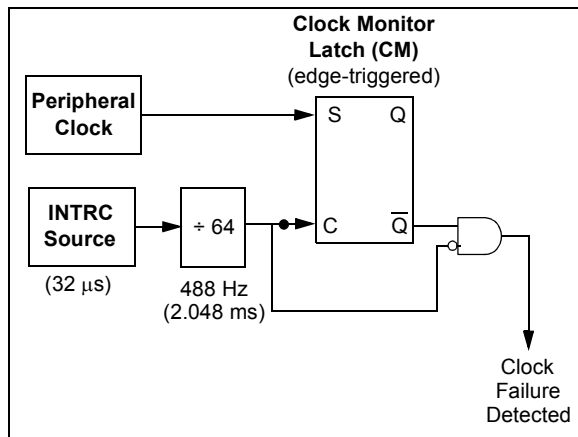 Clock Monitor
Latch (CM)
(edge-triggered)
Peripheral
Clock
S
Q
INTRC
Source
÷ 64
C
Q̅
(32 μs)
488 Hz
(2.048 ms)
Clock
Failure
Detected